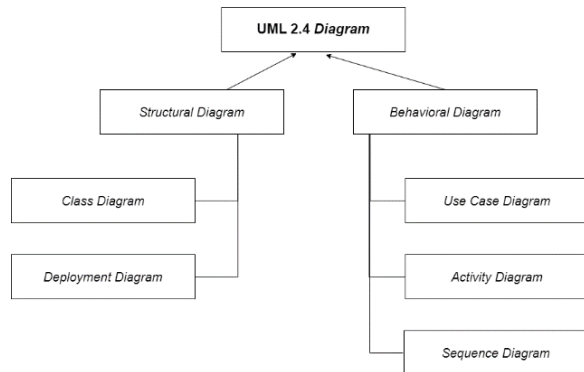 UML 2.4 Diagram
Structural Diagram
Behavioral Diagram
Class Diagram
Use Case Diagram
Deployment Diagram
Activity Diagram
Sequence Diagram